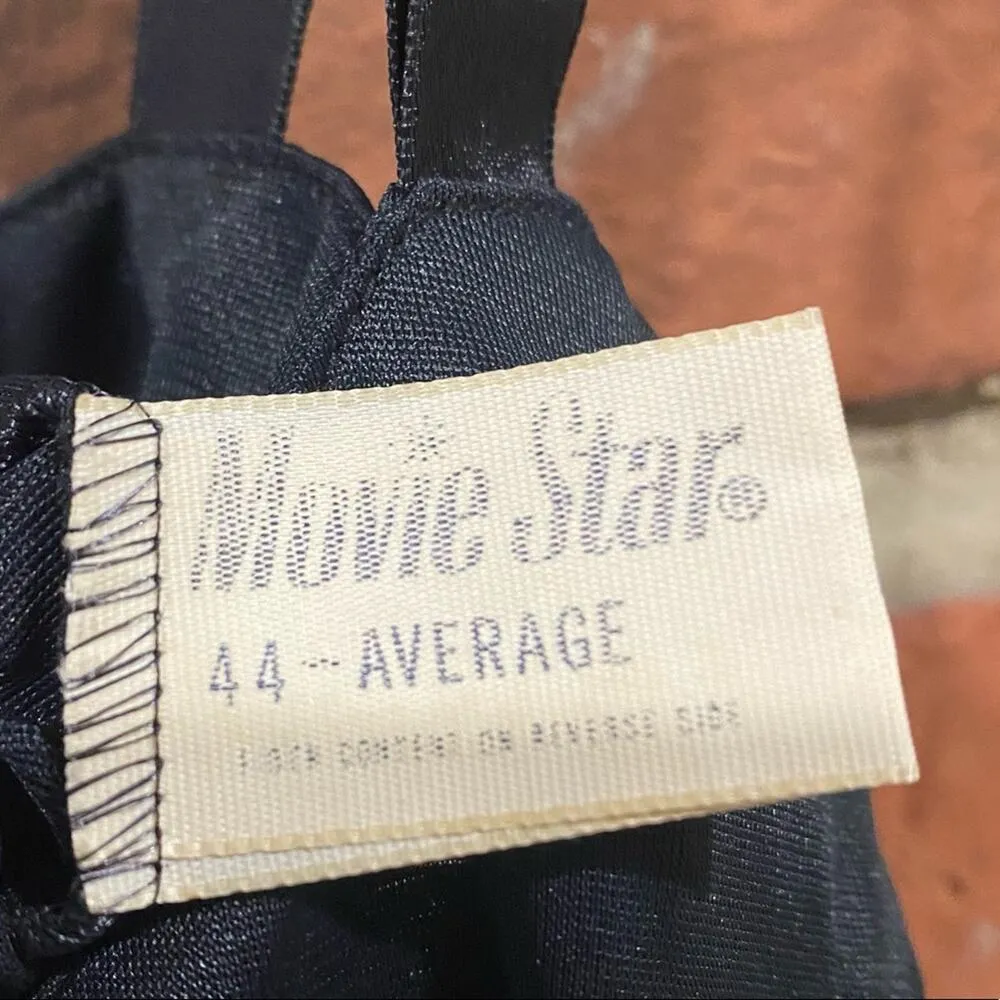 Movie Star®
44-AVERAGE
FIBER CONTENT ON REVERSE SIDE